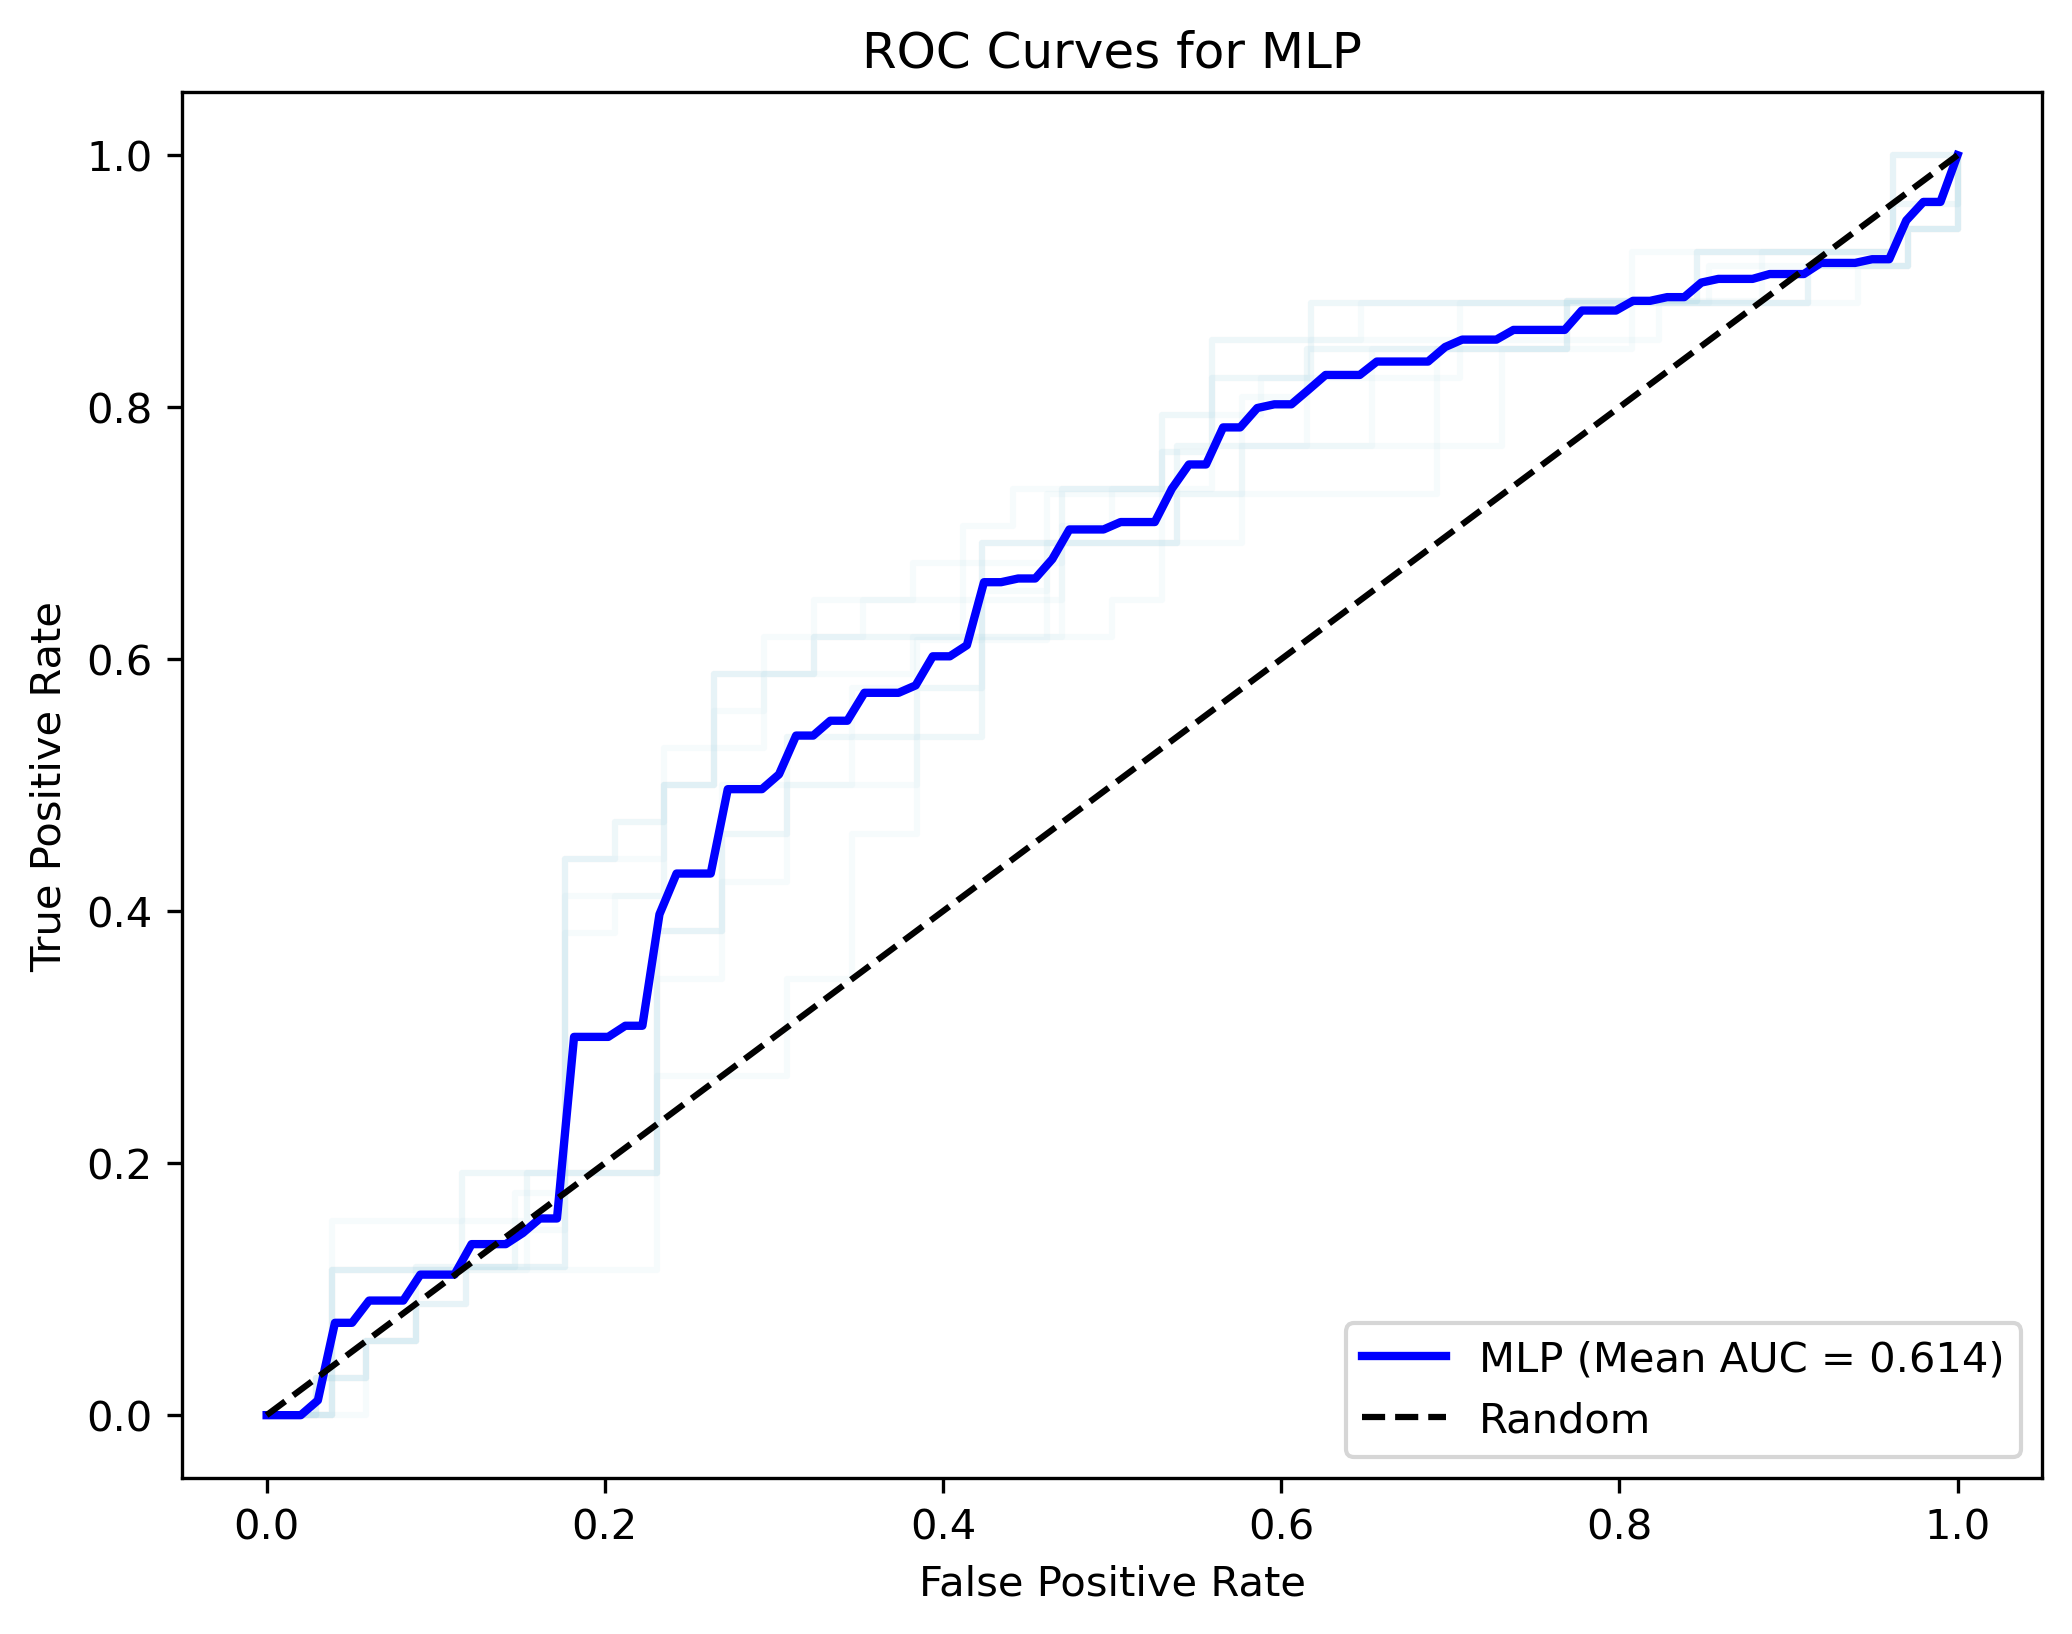 ROC Curves for MLP
True Positive Rate
1.0
0.8
0.6
0.4
0.2
0.0
MLP (Mean AUC = 0.614)
Random
0.0 0.2 0.4 0.6 0.8 1.0
False Positive Rate